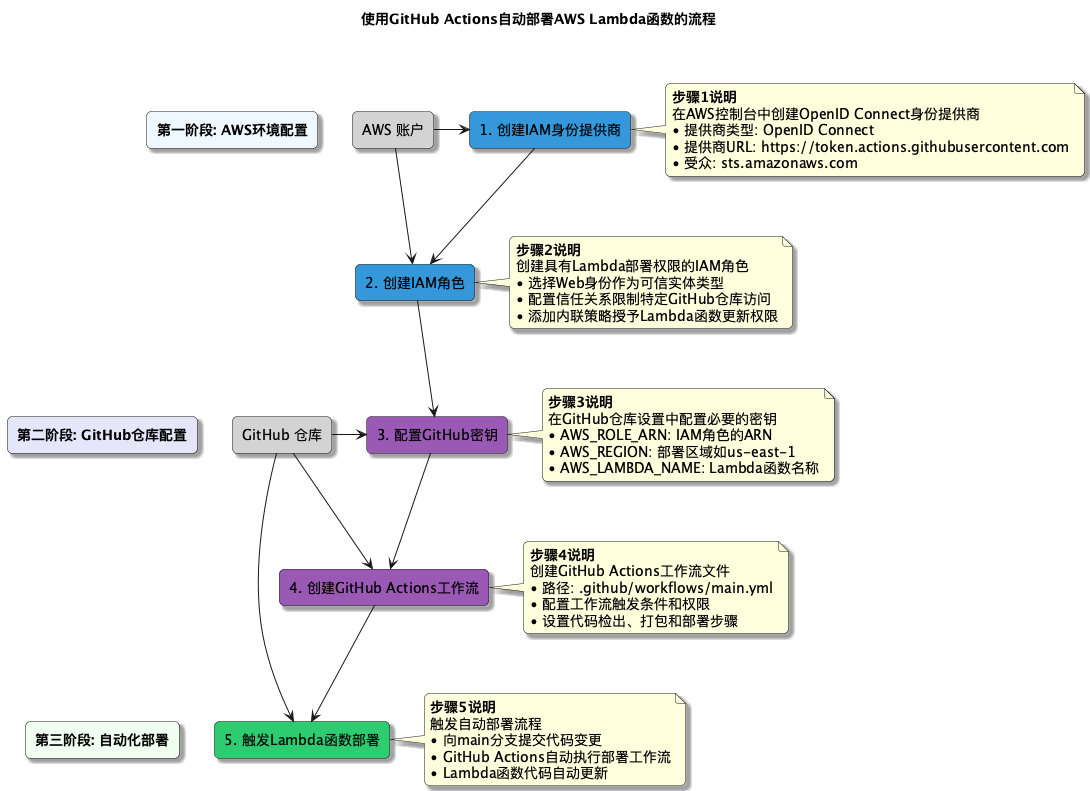 使用GitHub Actions自动部署AWS Lambda函数的流程
第一阶段: AWS环境配置
AWS 账户
1. 创建IAM身份提供商
步骤1说明
在AWS控制台中创建OpenID Connect身份提供商
• 提供商类型: OpenID Connect
• 提供商URL: https://token.actions.githubusercontent.com
• 受众: sts.amazonaws.com
2. 创建IAM角色
步骤2说明
创建具有Lambda部署权限的IAM角色
• 选择Web身份作为可信实体类型
• 配置信任关系限制特定GitHub仓库访问
• 添加内联策略授予Lambda函数更新权限
第二阶段: GitHub仓库配置
GitHub 仓库
3. 配置GitHub密钥
步骤3说明
在GitHub仓库设置中配置必要的密钥
• AWS_ROLE_ARN: IAM角色的ARN
• AWS_REGION: 部署区域如us-east-1
• AWS_LAMBDA_NAME: Lambda函数名称
4. 创建GitHub Actions工作流
步骤4说明
创建GitHub Actions工作流文件
• 路径: .github/workflows/main.yml
• 配置工作流触发条件和权限
• 设置代码检出、打包和部署步骤
第三阶段: 自动化部署
5. 触发Lambda函数部署
步骤5说明
触发自动部署流程
• 向main分支提交代码变更
• GitHub Actions自动执行部署工作流
• Lambda函数代码自动更新